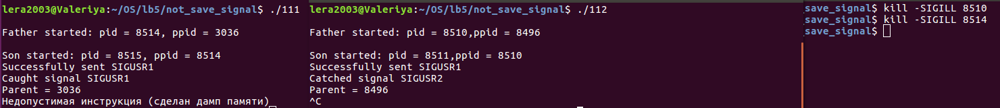 lera2003@Valeriya:~/OS/lb5/not_save_signal$ ./111
Father started: pid = 8514, ppid = 3036
Son started: pid = 8515, ppid = 8514
Successfully sent SIGUSR1
Caught signal SIGUSR1
Parent = 3036
Недопустимая инструкция (сделан дамп памяти)
lera2003@Valeriya:~/OS/lb5/not_save_signal$ ./112
Father started: pid = 8510,ppid = 8496
Son started: pid = 8511,ppid = 8510
Successfully sent SIGUSR1
Catched signal SIGUSR2
Parent = 8496
^C
_save_signal$ kill -SIGILL 8510
_save_signal$ kill -SIGILL 8514
_save_signal$